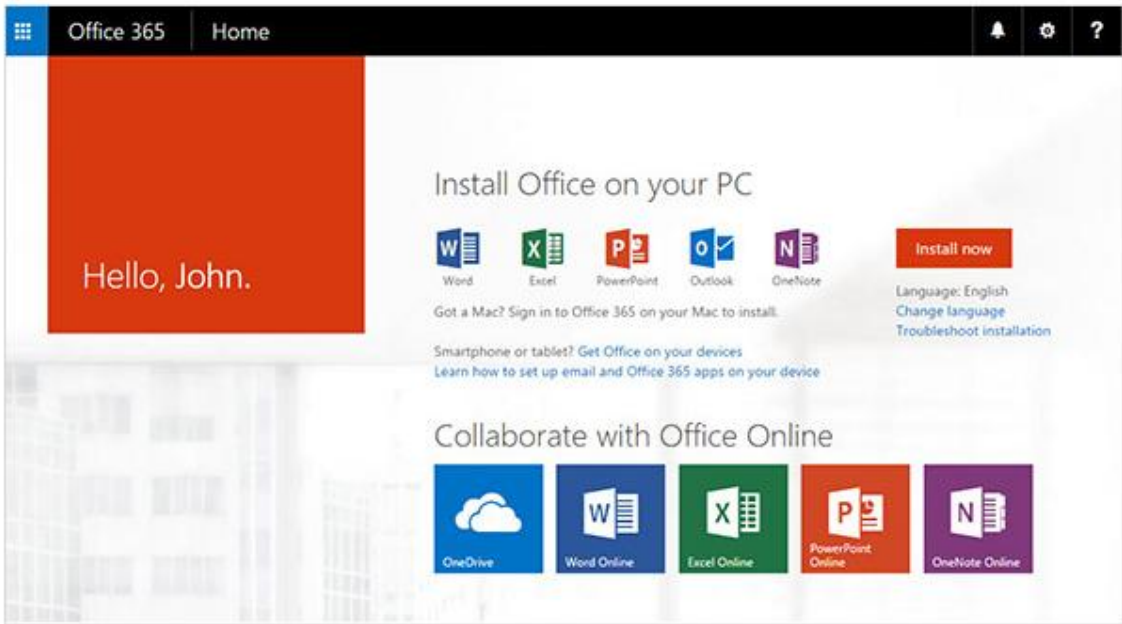 Office 365 Home ?
Hello, John.
Install Office on your PC
W X P O N
Word Excel PowerPoint Outlook OneNote
Install now
Got a Mac? Sign in to Office 365 on your Mac to install.
Language: English
Change language
Troubleshoot installation
Smartphone or tablet? Get Office on your devices
Learn how to set up email and Office 365 apps on your device
Collaborate with Office Online
W X P N
OneDrive Word Online Excel Online PowerPoint Online OneNote Online